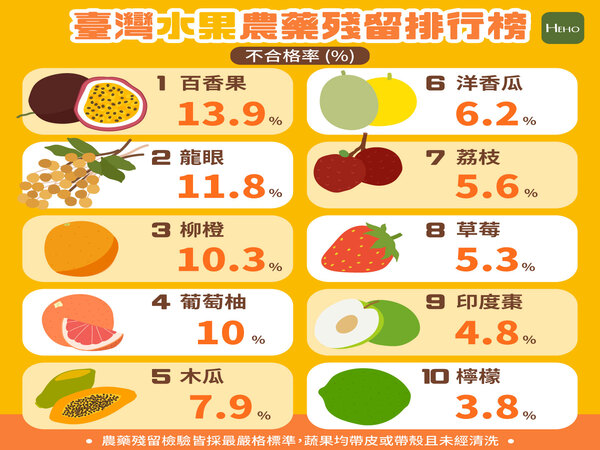 臺灣水果農藥殘留排行榜
HEHO
不合格率(%)
1 百香果
13.9%
2 龍眼
11.8%
3 柳橙
10.3%
4 葡萄柚
10%
5 木瓜
7.9%
6 洋香瓜
6.2%
7 荔枝
5.6%
8 草莓
5.3%
9 印度棗
4.8%
10 檸檬
3.8%
• 農藥殘留檢驗皆採最嚴格標準,蔬果均帶皮或帶殼且未經清洗 •